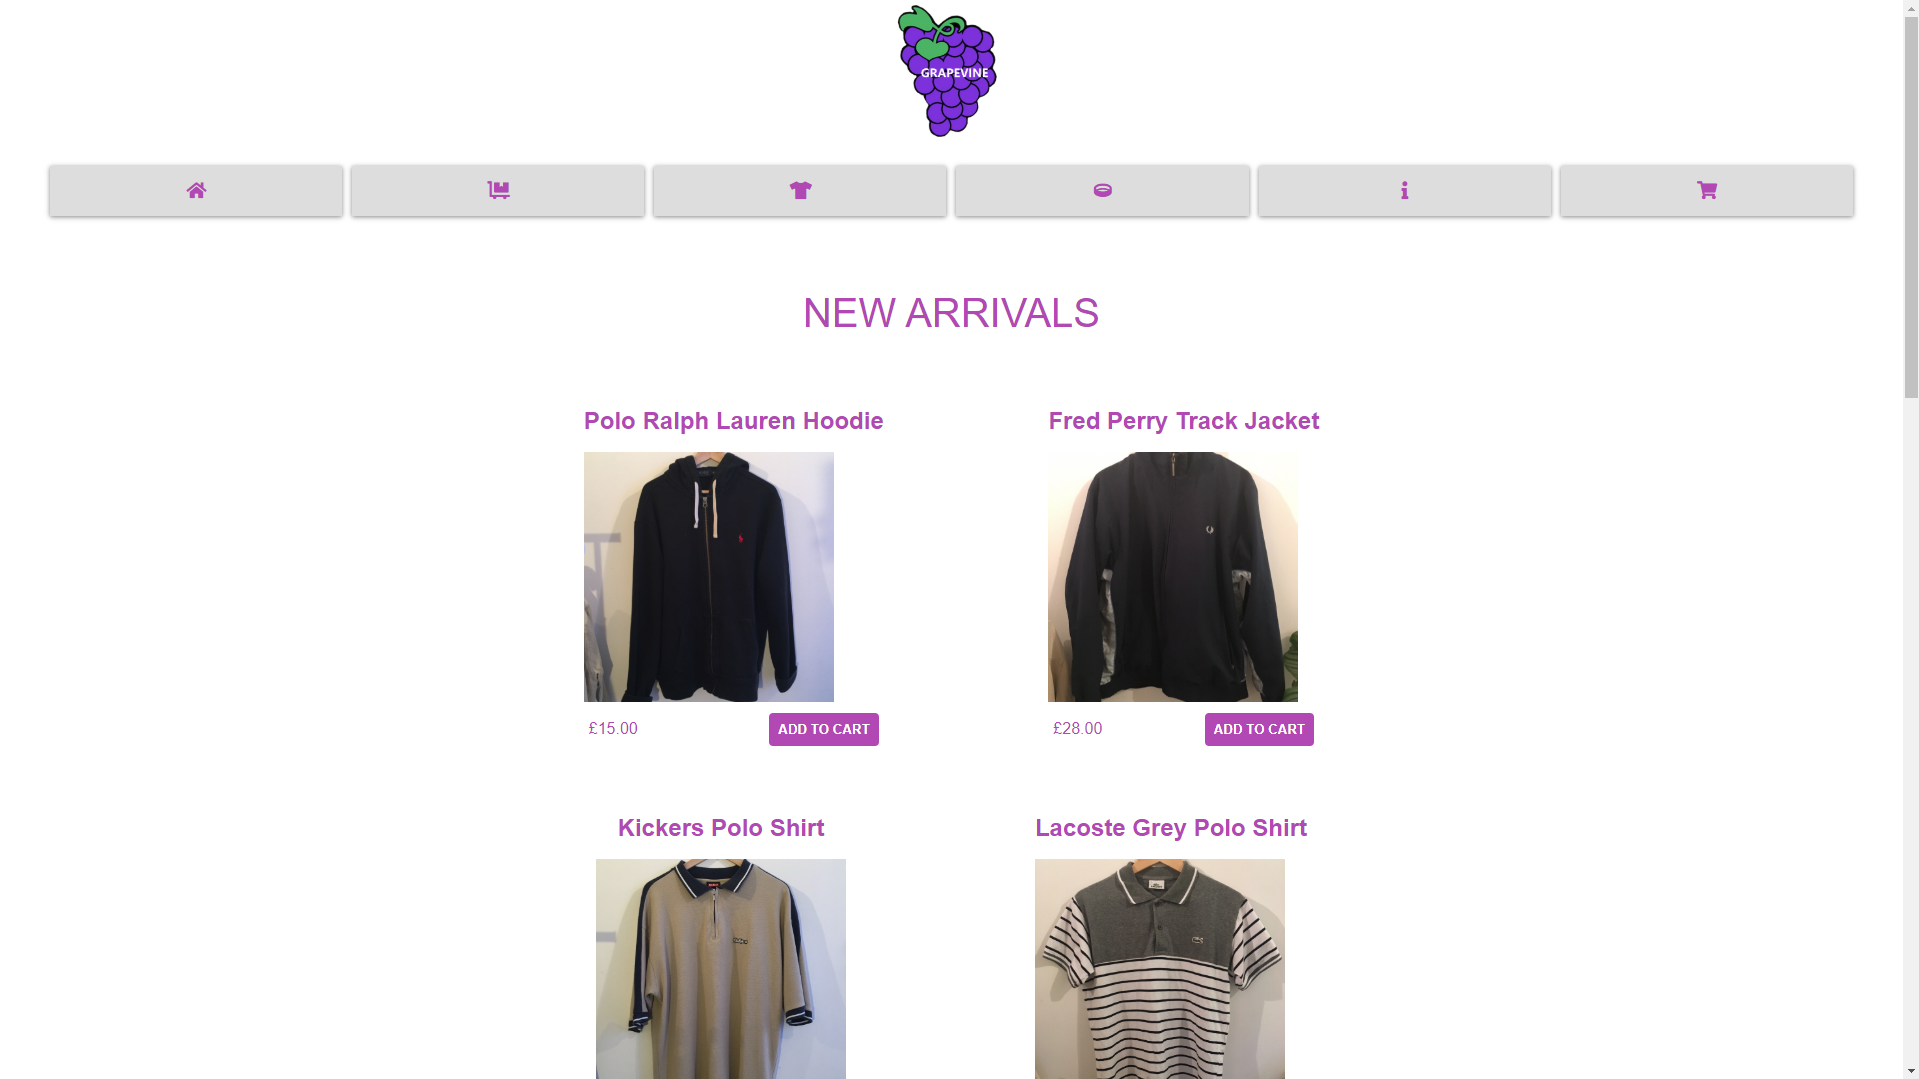 GRAPEVINE
NEW ARRIVALS
Polo Ralph Lauren Hoodie
Fred Perry Track Jacket
£15.00
ADD TO CART
£28.00
ADD TO CART
Kickers Polo Shirt
Lacoste Grey Polo Shirt